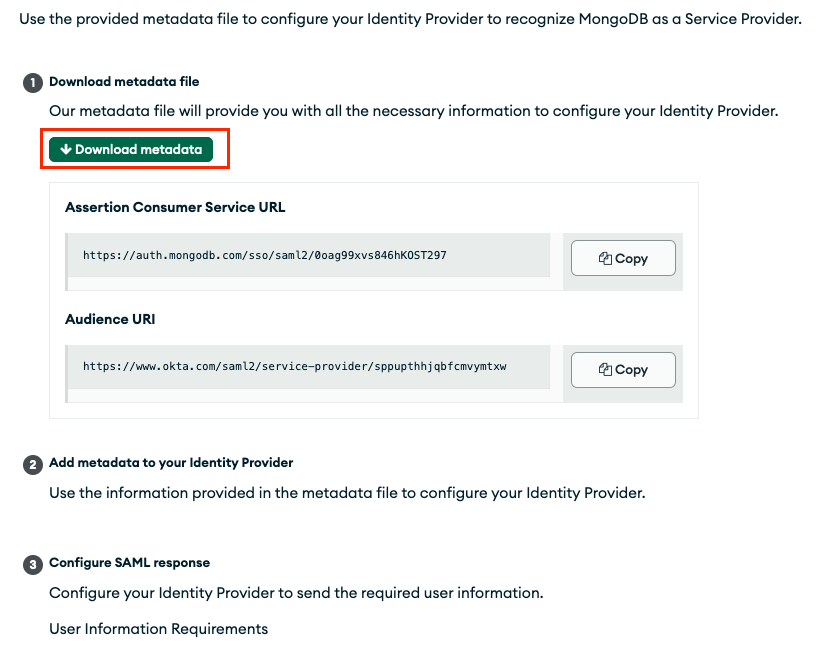 Use the provided metadata file to configure your Identity Provider to recognize MongoDB as a Service Provider.
1 Download metadata file
Our metadata file will provide you with all the necessary information to configure your Identity Provider.
Download metadata
Assertion Consumer Service URL
https://auth.mongodb.com/sso/saml2/0oag99xvs846hKOST297
Copy
Audience URI
https://www.okta.com/saml2/service-provider/sppupthhjqbfcmvymtxw
Copy
2 Add metadata to your Identity Provider
Use the information provided in the metadata file to configure your Identity Provider.
3 Configure SAML response
Configure your Identity Provider to send the required user information.
User Information Requirements